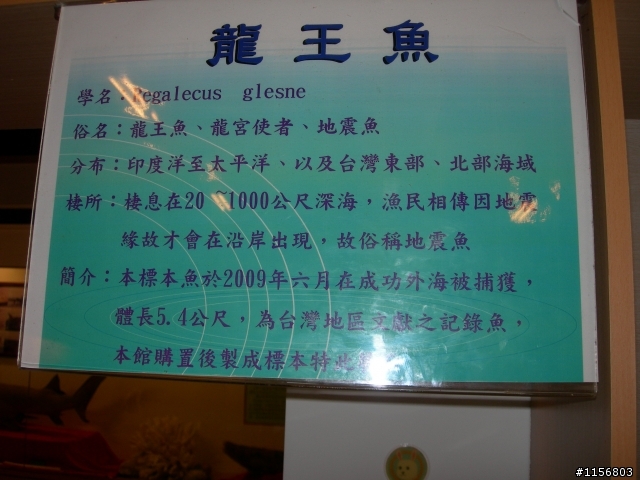 龍王魚
學名：Regalecus glesne
俗名：龍王魚、龍宮使者、地震魚
分布：印度洋至太平洋、以及台灣東部、北部海域
棲所：棲息在20 ~1000公尺深海，漁民相傳因地震
緣故才會在沿岸出現，故俗稱地震魚
簡介：本標本魚於2009年六月在成功外海被捕獲，
體長5.4公尺，為台灣地區文獻之記錄魚，
本館購置後製成標本特此
#1156803